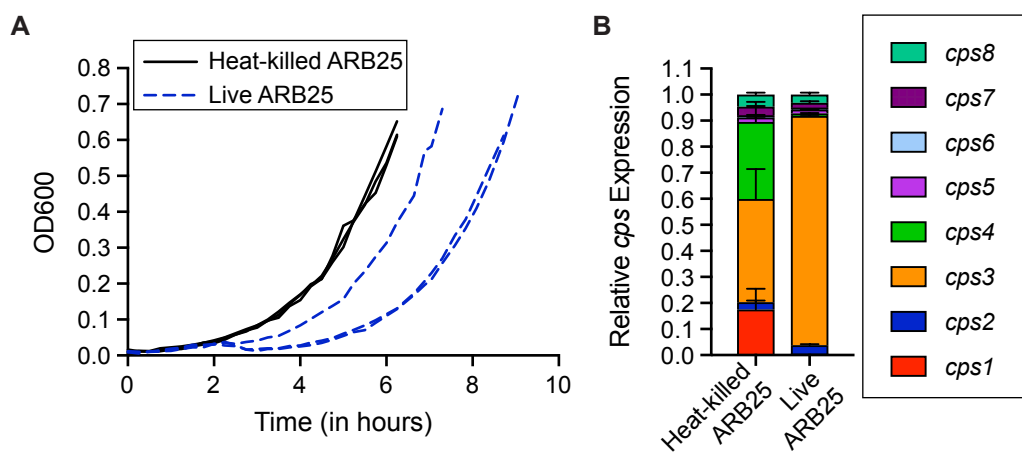 A
Heat-killed ARB25
Live ARB25
0.8
0.7
0.6
0.5
0.4
0.3
0.2
0.1
0.0
OD600
0
2
4
6
8
10
Time (in hours)
B
1.1
1.0
0.9
0.8
0.7
0.6
0.5
0.4
0.3
0.2
0.1
0.0
Relative cps Expression
Heat-killed
ARB25
Live
ARB25
cps8
cps7
cps6
cps5
cps4
cps3
cps2
cps1